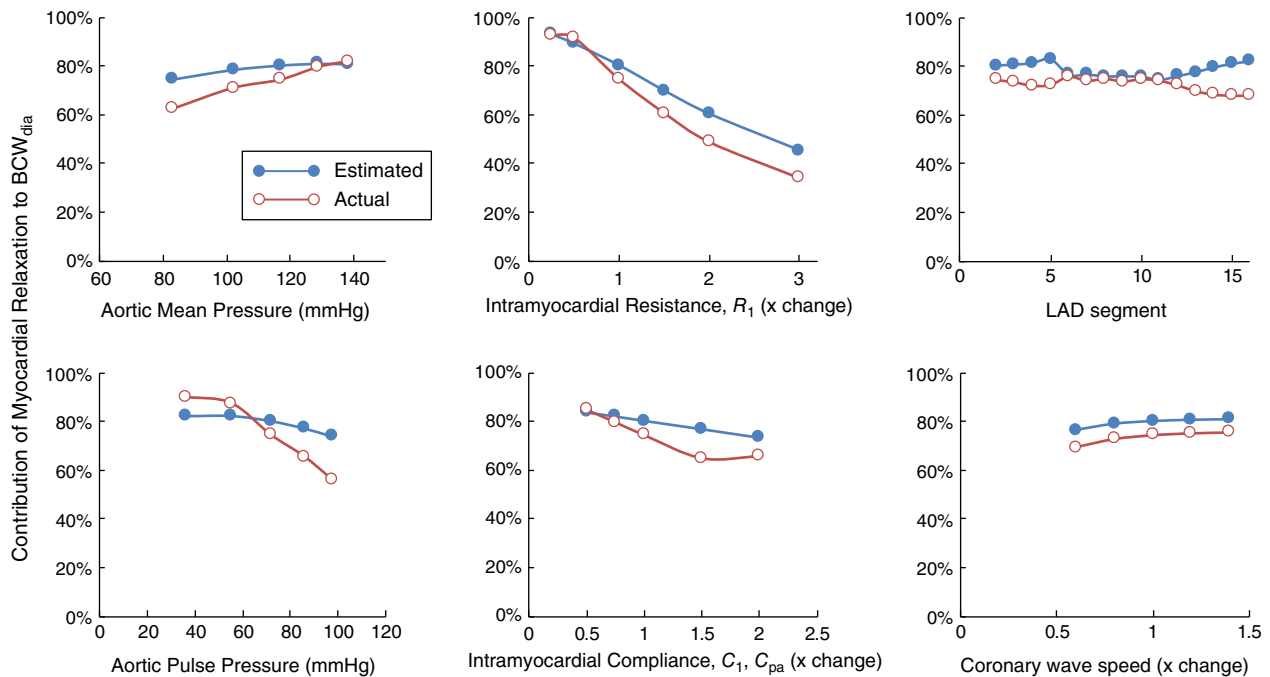 Contribution of Myocardial Relaxation to BCWdia
100%
80%
60%
40%
20%
0%
60 80 100 120 140
Aortic Mean Pressure (mmHg)
Estimated
Actual
100%
80%
60%
40%
20%
0%
0 1 2 3
Intramyocardial Resistance, R1 (x change)
100%
80%
60%
40%
20%
0%
0 5 10 15
LAD segment
100%
80%
60%
40%
20%
0%
0 20 40 60 80 100 120
Aortic Pulse Pressure (mmHg)
100%
80%
60%
40%
20%
0%
0 0.5 1 1.5 2 2.5
Intramyocardial Compliance, C1, Cpa (x change)
100%
80%
60%
40%
20%
0%
0 0.5 1 1.5
Coronary wave speed (x change)